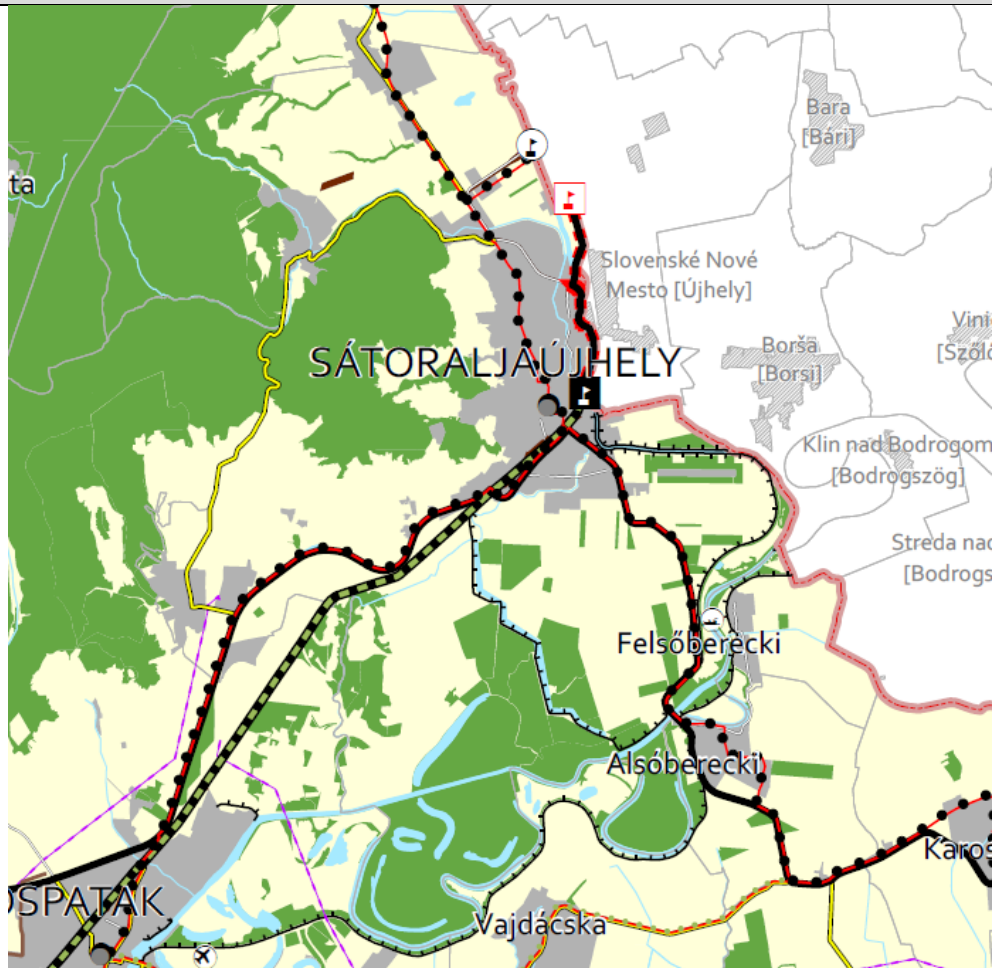 Bara
[Bári]
ta
Slovenské Nové
Mesto [Újhely]
Vini
[Szőlő
SÁTORALJAÚJHELY
Borša
[Borsi]
Klin nad Bodrogom
[Bodrogszög]
Streda nad
[Bodrogs
Felsőberecki
Alsóberecki
Karos
OSPATAK
Vajdácska